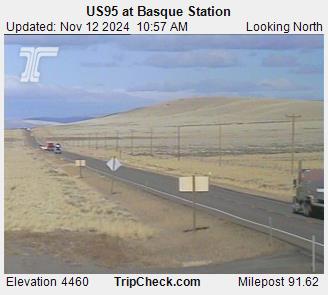 US95 at Basque Station
Updated: Nov 12 2024 10:57 AM Looking North
Elevation 4460 TripCheck.com Milepost 91.62